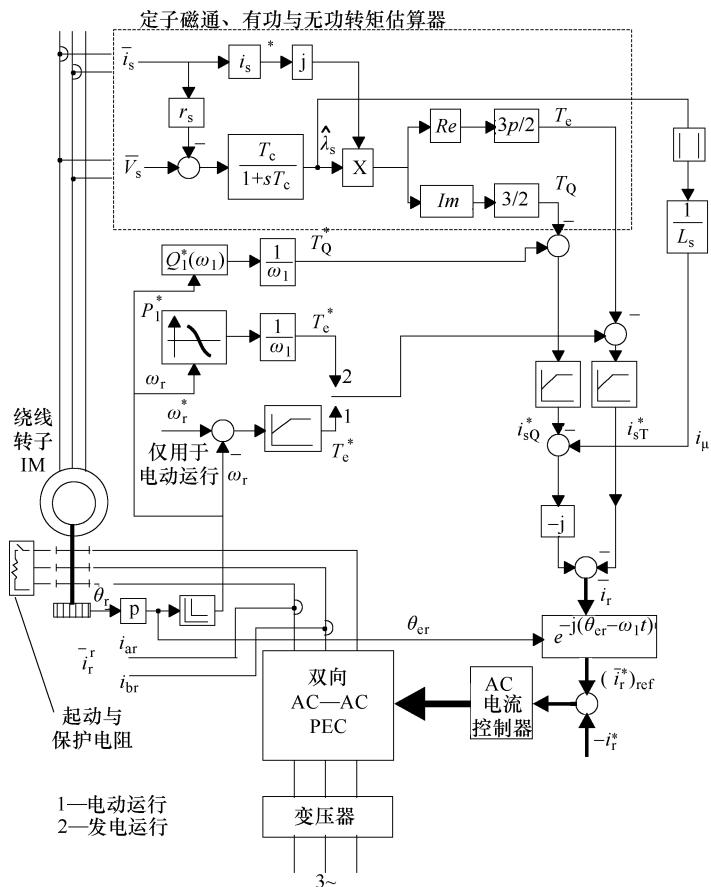 定子磁通、有功与无功转矩估算器
i̅s
is
*
j
rs
−
V̅s
Tc
1+sTc
λ̂s
X
Re
3p/2
Te
Im
3/2
TQ
−
| |
1
Ls
Q1*(ω1)
1
ω1
TQ*
P1*
1
ω1
Te*
−
2
ωr
ωr*
1
仅用于
电动运行
−
Te*
ωr
isQ*
−
isT*
iμ
绕线
转子
IM
-j
−
−
i̅r
θr
p
θer
e-j(θer−ω1t)
iar
i̅rr
ibr
双向
AC—AC
PEC
AC
电流
控制器
(i̅r*)ref
−ir*
起动与
保护电阻
1—电动运行
2—发电运行
变压器
3~